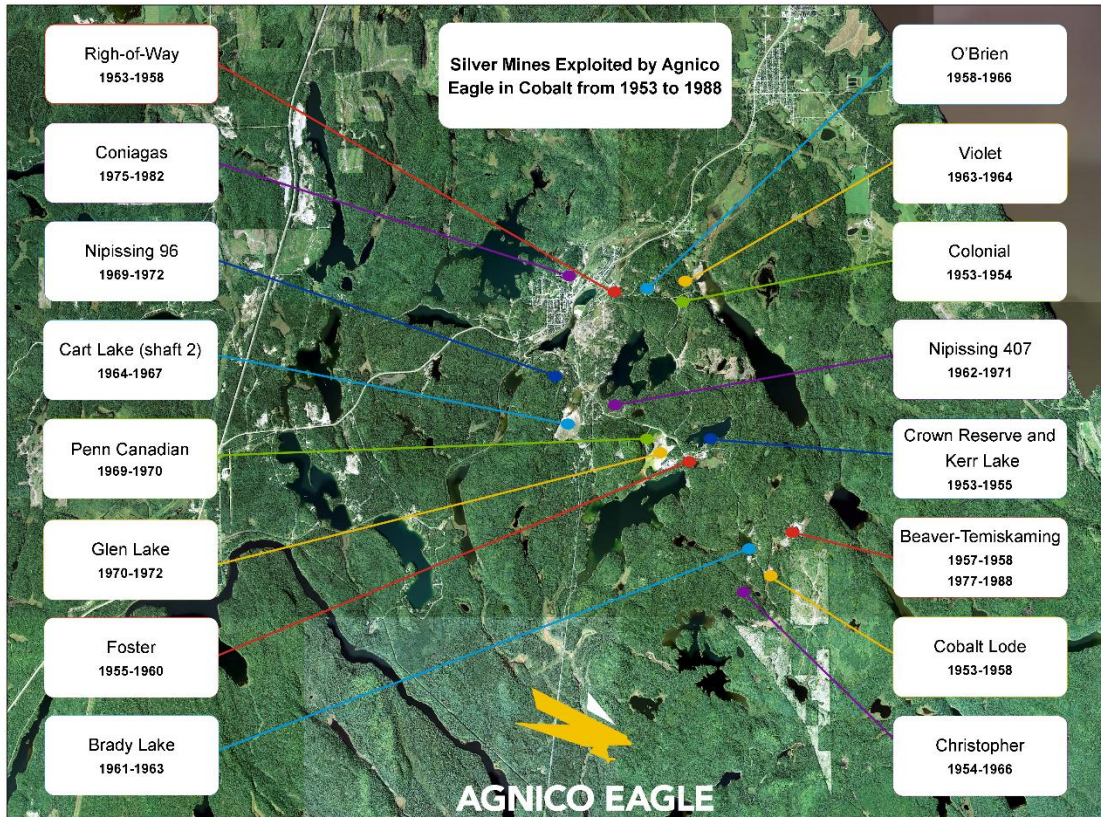 Silver Mines Exploited by Agnico
Eagle in Cobalt from 1953 to 1988
Righ-of-Way
1953-1958
Coniagas
1975-1982
Nipissing 96
1969-1972
Cart Lake (shaft 2)
1964-1967
Penn Canadian
1969-1970
Glen Lake
1970-1972
Foster
1955-1960
Brady Lake
1961-1963
O'Brien
1958-1966
Violet
1963-1964
Colonial
1953-1954
Nipissing 407
1962-1971
Crown Reserve and
Kerr Lake
1953-1955
Beaver-Temiskaming
1957-1958
1977-1988
Cobalt Lode
1953-1958
Christopher
1954-1966
AGNICO EAGLE